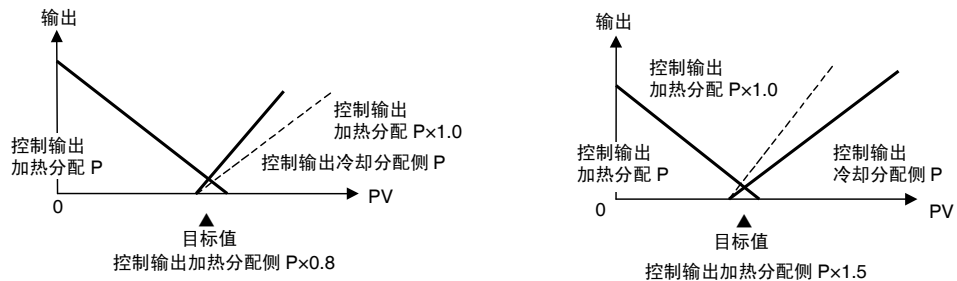 输出
控制输出
加热分配 P×1.0
控制输出
加热分配 P
控制输出冷却分配侧 P
0
PV
目标值
控制输出加热分配侧 P×0.8
输出
控制输出
加热分配 P×1.0
控制输出
加热分配 P
控制输出
冷却分配侧 P
0
PV
目标值
控制输出加热分配侧 P×1.5